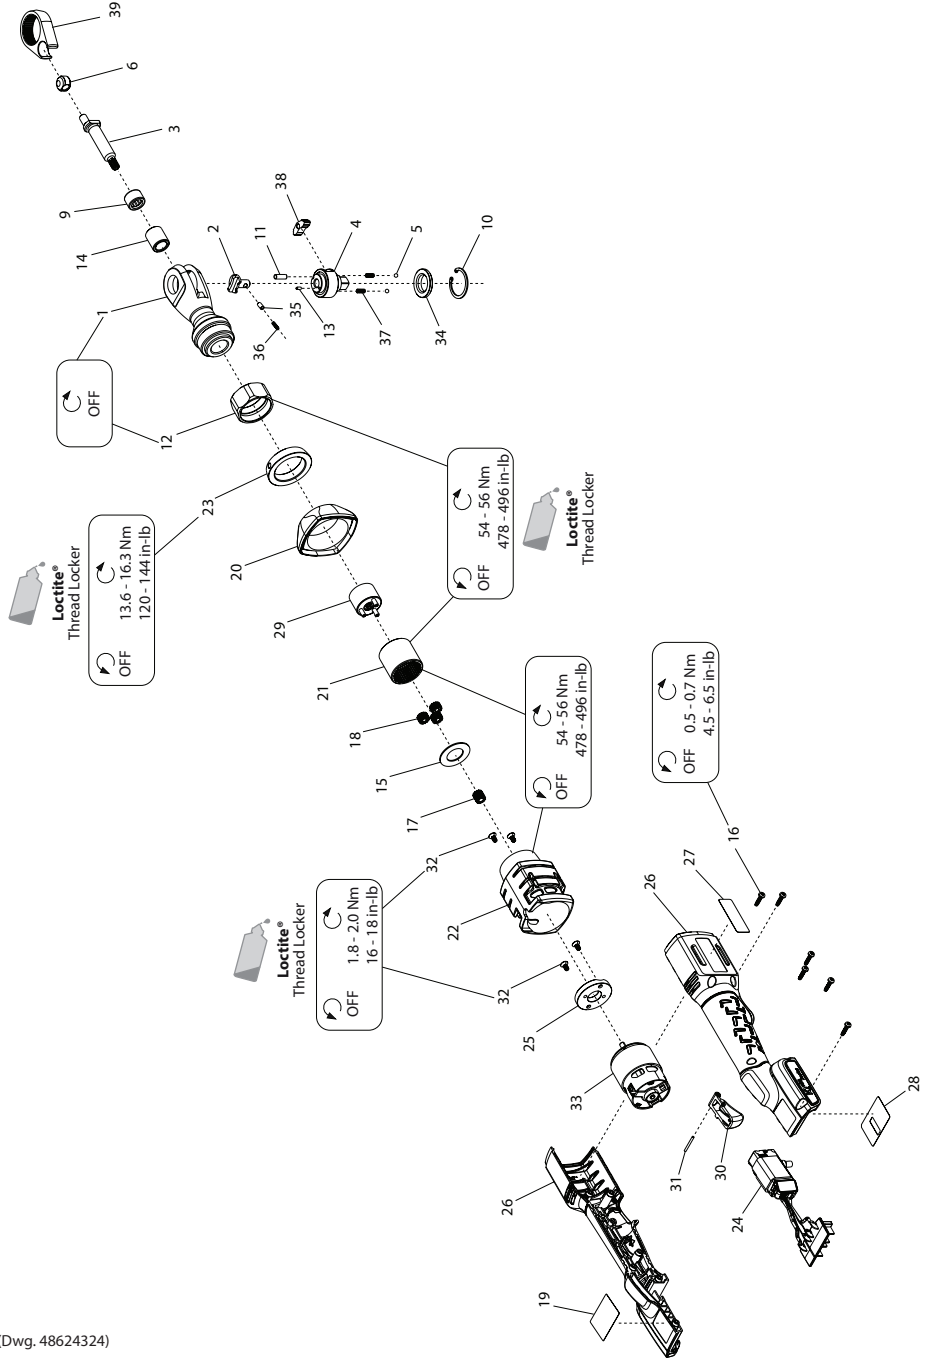 39
6
3
9
14
1
OFF
12
2
11
38
4
5
10
35
36
13
37
34
Loctite®
Thread Locker
OFF
13.6 - 16.3 Nm
120 - 144 in-lb
23
20
29
21
18
15
17
OFF
54 - 56 Nm
478 - 496 in-lb
Loctite®
Thread Locker
OFF
54 - 56 Nm
478 - 496 in-lb
Loctite®
Thread Locker
OFF
1.8 - 2.0 Nm
16 - 18 in-lb
32
22
32
25
33
OFF
0.5 - 0.7 Nm
4.5 - 6.5 in-lb
16
27
26
28
30
31
24
26
19
(Dwg. 48624324)